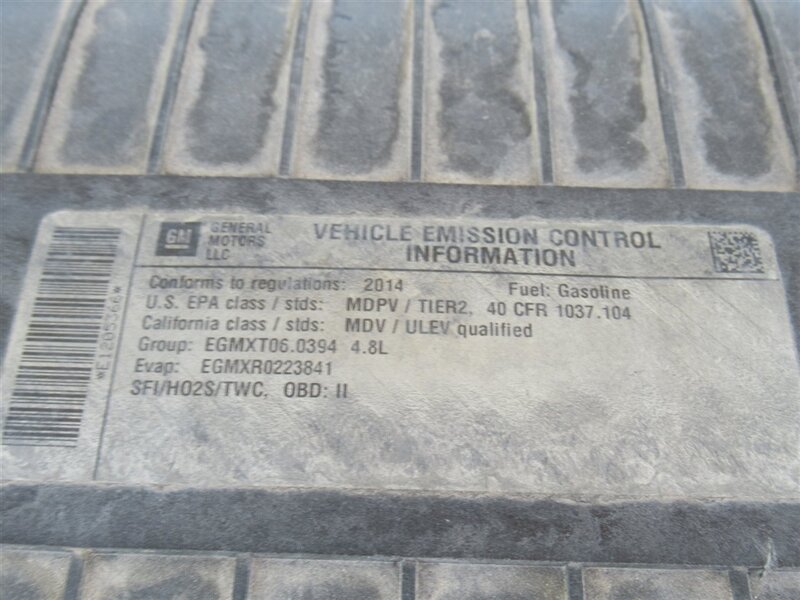 GM GENERAL MOTORS LLC
VEHICLE EMISSION CONTROL INFORMATION
Conforms to regulations: 2014 Fuel: Gasoline
U.S. EPA class / stds: MDPV / TIER2, 40 CFR 1037.104
California class / stds: MDV / ULEV qualified
Group: EGMXT06.0394 4.8L
Evap: EGMXR0223841
SFI/HO2S/TWC, OBD: II
*E1205366*